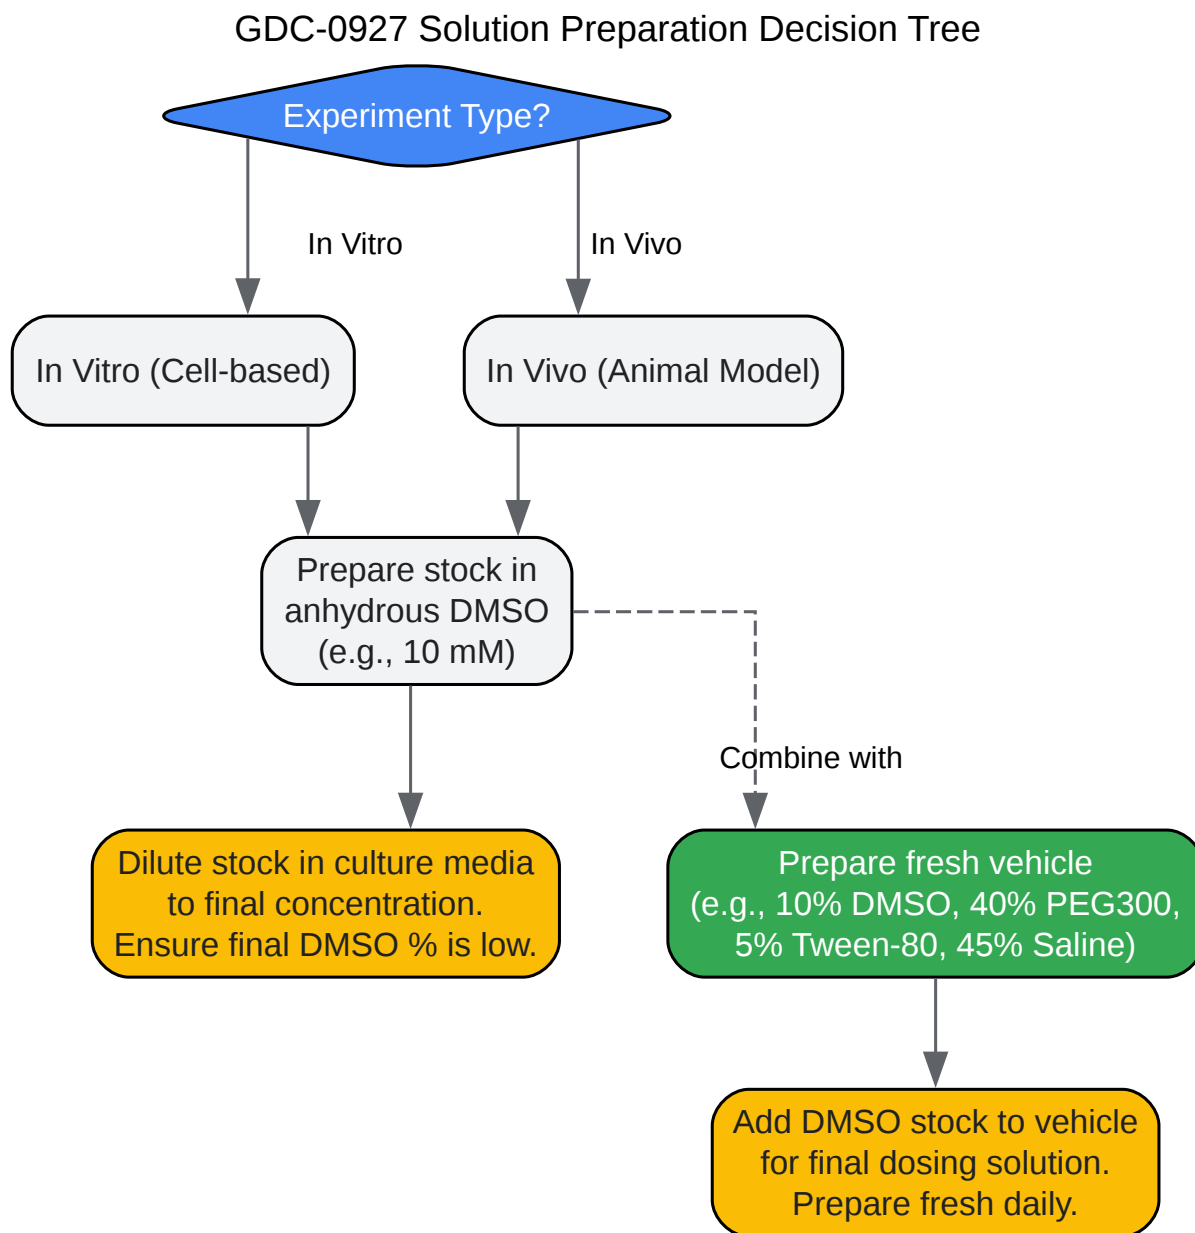 GDC-0927 Solution Preparation Decision Tree
Experiment Type?
In Vitro
In Vivo
In Vitro (Cell-based)
In Vivo (Animal Model)
Prepare stock in
anhydrous DMSO
(e.g., 10 mM)
Combine with
Dilute stock in culture media
to final concentration.
Ensure final DMSO % is low.
Prepare fresh vehicle
(e.g., 10% DMSO, 40% PEG300,
5% Tween-80, 45% Saline)
Add DMSO stock to vehicle
for final dosing solution.
Prepare fresh daily.